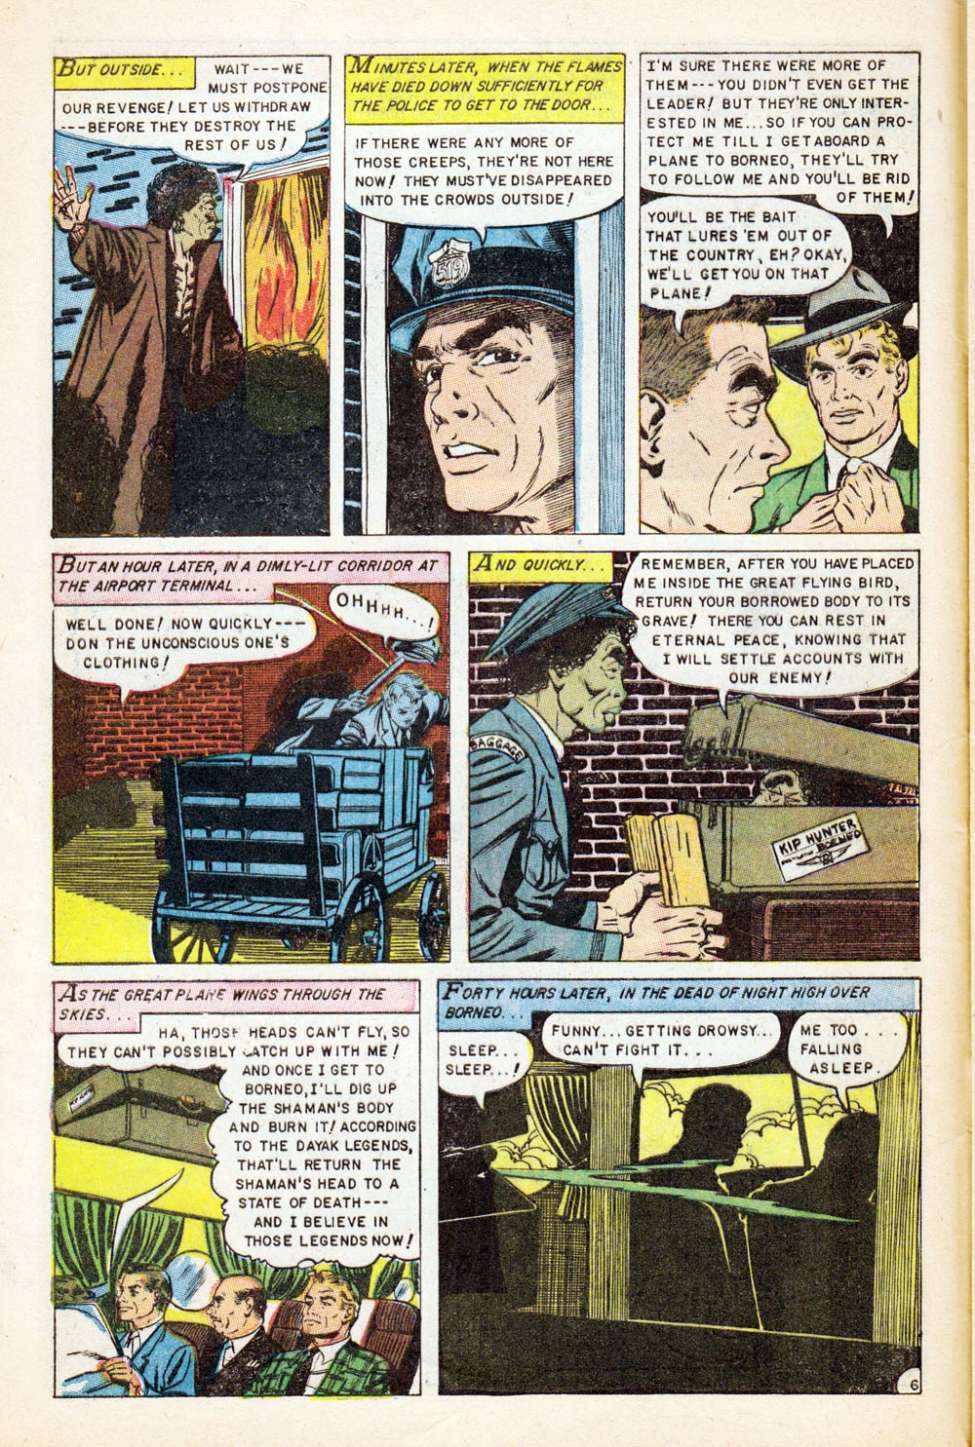 BUT OUTSIDE...
WAIT---WE
MUST POSTPONE
OUR REVENGE! LET US WITHDRAW
---BEFORE THEY DESTROY THE
REST OF US!
MINUTES LATER, WHEN THE FLAMES
HAVE DIED DOWN SUFFICIENTLY FOR
THE POLICE TO GET TO THE DOOR...
IF THERE WERE ANY MORE OF
THOSE CREEPS, THEY'RE NOT HERE
NOW! THEY MUST'VE DISAPPEARED
INTO THE CROWDS OUTSIDE!
519
I'M SURE THERE WERE MORE OF
THEM---YOU DIDN'T EVEN GET THE
LEADER! BUT THEY'RE ONLY INTER-
ESTED IN ME...SO IF YOU CAN PRO-
TECT ME TILL I GET ABOARD A
PLANE TO BORNEO, THEY'LL TRY
TO FOLLOW ME AND YOU'LL BE RID
OF THEM!
YOU'LL BE THE BAIT
THAT LURES 'EM OUT OF
THE COUNTRY, EH? OKAY,
WE'LL GET YOU ON THAT
PLANE!
BUT AN HOUR LATER, IN A DIMLY-LIT CORRIDOR AT
THE AIRPORT TERMINAL...
WELL DONE! NOW QUICKLY---
DON THE UNCONSCIOUS ONE'S
CLOTHING!
OHHHH...!
AND QUICKLY...
REMEMBER, AFTER YOU HAVE PLACED
ME INSIDE THE GREAT FLYING BIRD,
RETURN YOUR BORROWED BODY TO ITS
GRAVE! THERE YOU CAN REST IN
ETERNAL PEACE, KNOWING THAT
I WILL SETTLE ACCOUNTS WITH
OUR ENEMY!
BAGGAGE
KIP HUNTER
BORNEO
AS THE GREAT PLANE WINGS THROUGH THE
SKIES...
HA, THOSE HEADS CAN'T FLY, SO
THEY CAN'T POSSIBLY CATCH UP WITH ME!
AND ONCE I GET TO
BORNEO, I'LL DIG UP
THE SHAMAN'S BODY
AND BURN IT! ACCORDING
TO THE DAYAK LEGENDS,
THAT'LL RETURN THE
SHAMAN'S HEAD TO A
STATE OF DEATH---
AND I BELIEVE IN
THOSE LEGENDS NOW!
FORTY HOURS LATER, IN THE DEAD OF NIGHT HIGH OVER
BORNEO...
SLEEP...
SLEEP...!
FUNNY...GETTING DROWSY...
CAN'T FIGHT IT...
ME TOO...
FALLING
ASLEEP.
6